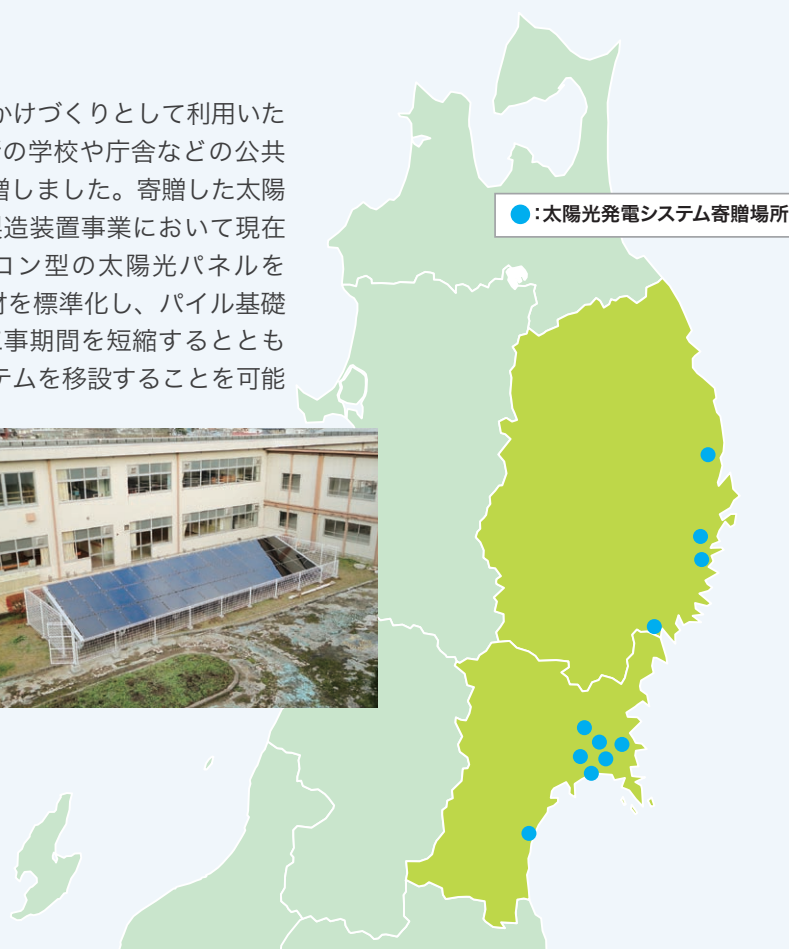 かけづくりとして利用いた
の学校や庁舎などの公共
増しました。寄贈した太陽
造装置事業において現在
コン型の太陽光パネルを
材を標準化し、パイル基礎
事期間を短縮するととも
テムを移設することを可能
●:太陽光発電システム寄贈場所